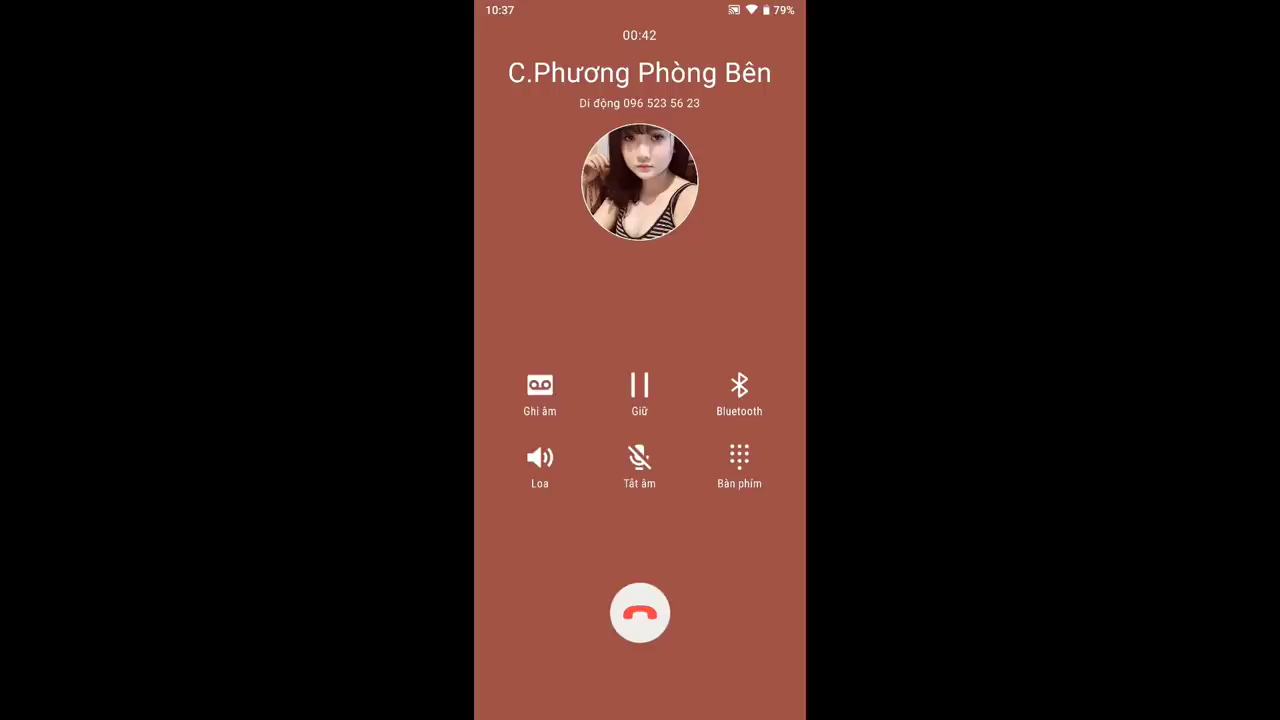 10:37
79%
00:42
C.Phương Phòng Bên
Di động 096 523 56 23
Ghi âm
Giữ
Bluetooth
Loa
Tắt âm
Bàn phím